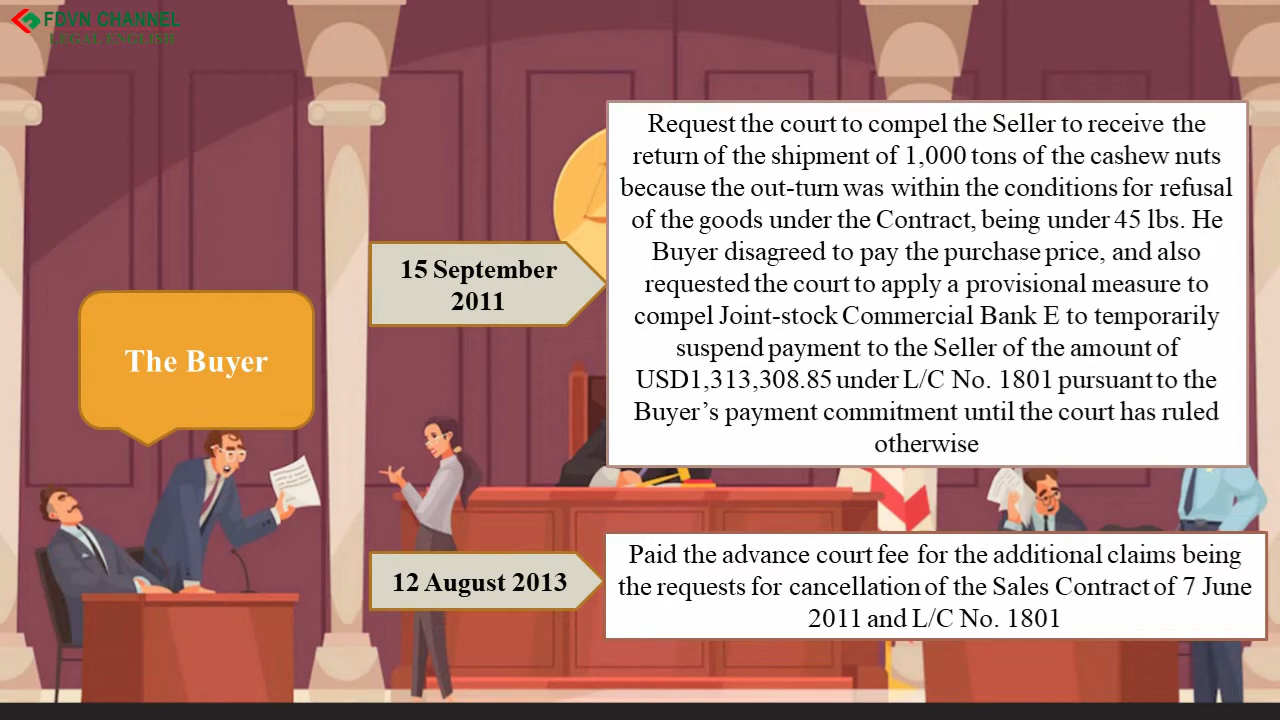 FDVN CHANNEL
LEGAL ENGLISH
Request the court to compel the Seller to receive the
return of the shipment of 1,000 tons of the cashew nuts
because the out-turn was within the conditions for refusal
of the goods under the Contract, being under 45 lbs. He
Buyer disagreed to pay the purchase price, and also
requested the court to apply a provisional measure to
compel Joint-stock Commercial Bank E to temporarily
suspend payment to the Seller of the amount of
USD1,313,308.85 under L/C No. 1801 pursuant to the
Buyer’s payment commitment until the court has ruled
otherwise
15 September
2011
The Buyer
12 August 2013
Paid the advance court fee for the additional claims being
the requests for cancellation of the Sales Contract of 7 June
2011 and L/C No. 1801